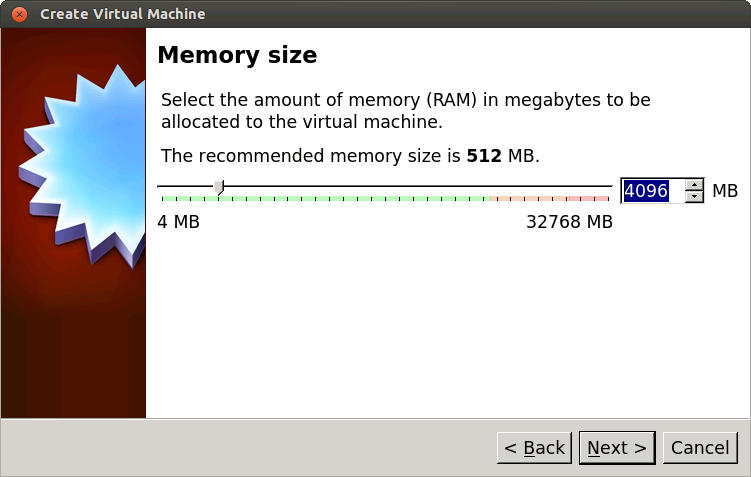 Create Virtual Machine
Memory size
Select the amount of memory (RAM) in megabytes to be
allocated to the virtual machine.
The recommended memory size is 512 MB.
4096 MB
4 MB 32768 MB
< Back Next > Cancel